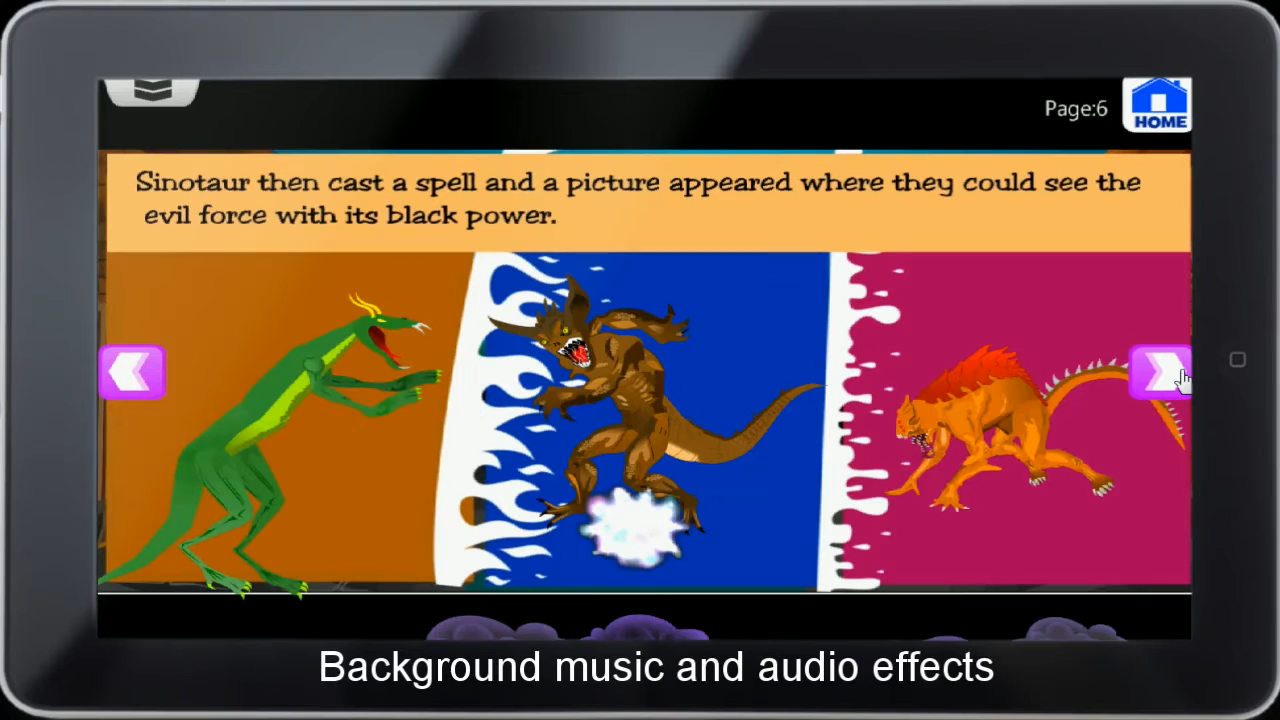 Page:6
HOME
Sinotaur then cast a spell and a picture appeared where they could see the
evil force with its black power.
Background music and audio effects